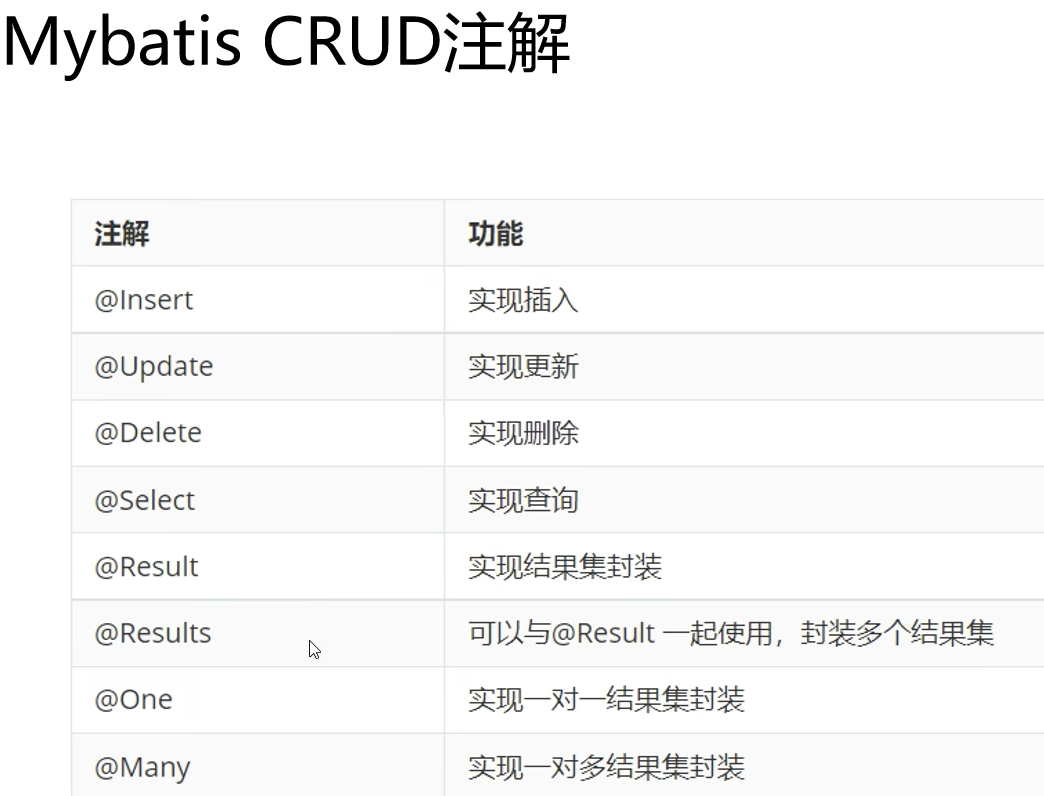 Mybatis CRUD注解
注解 功能
@Insert 实现插入
@Update 实现更新
@Delete 实现删除
@Select 实现查询
@Result 实现结果集封装
@Results 可以与@Result 一起使用，封装多个结果集
@One 实现一对一结果集封装
@Many 实现一对多结果集封装